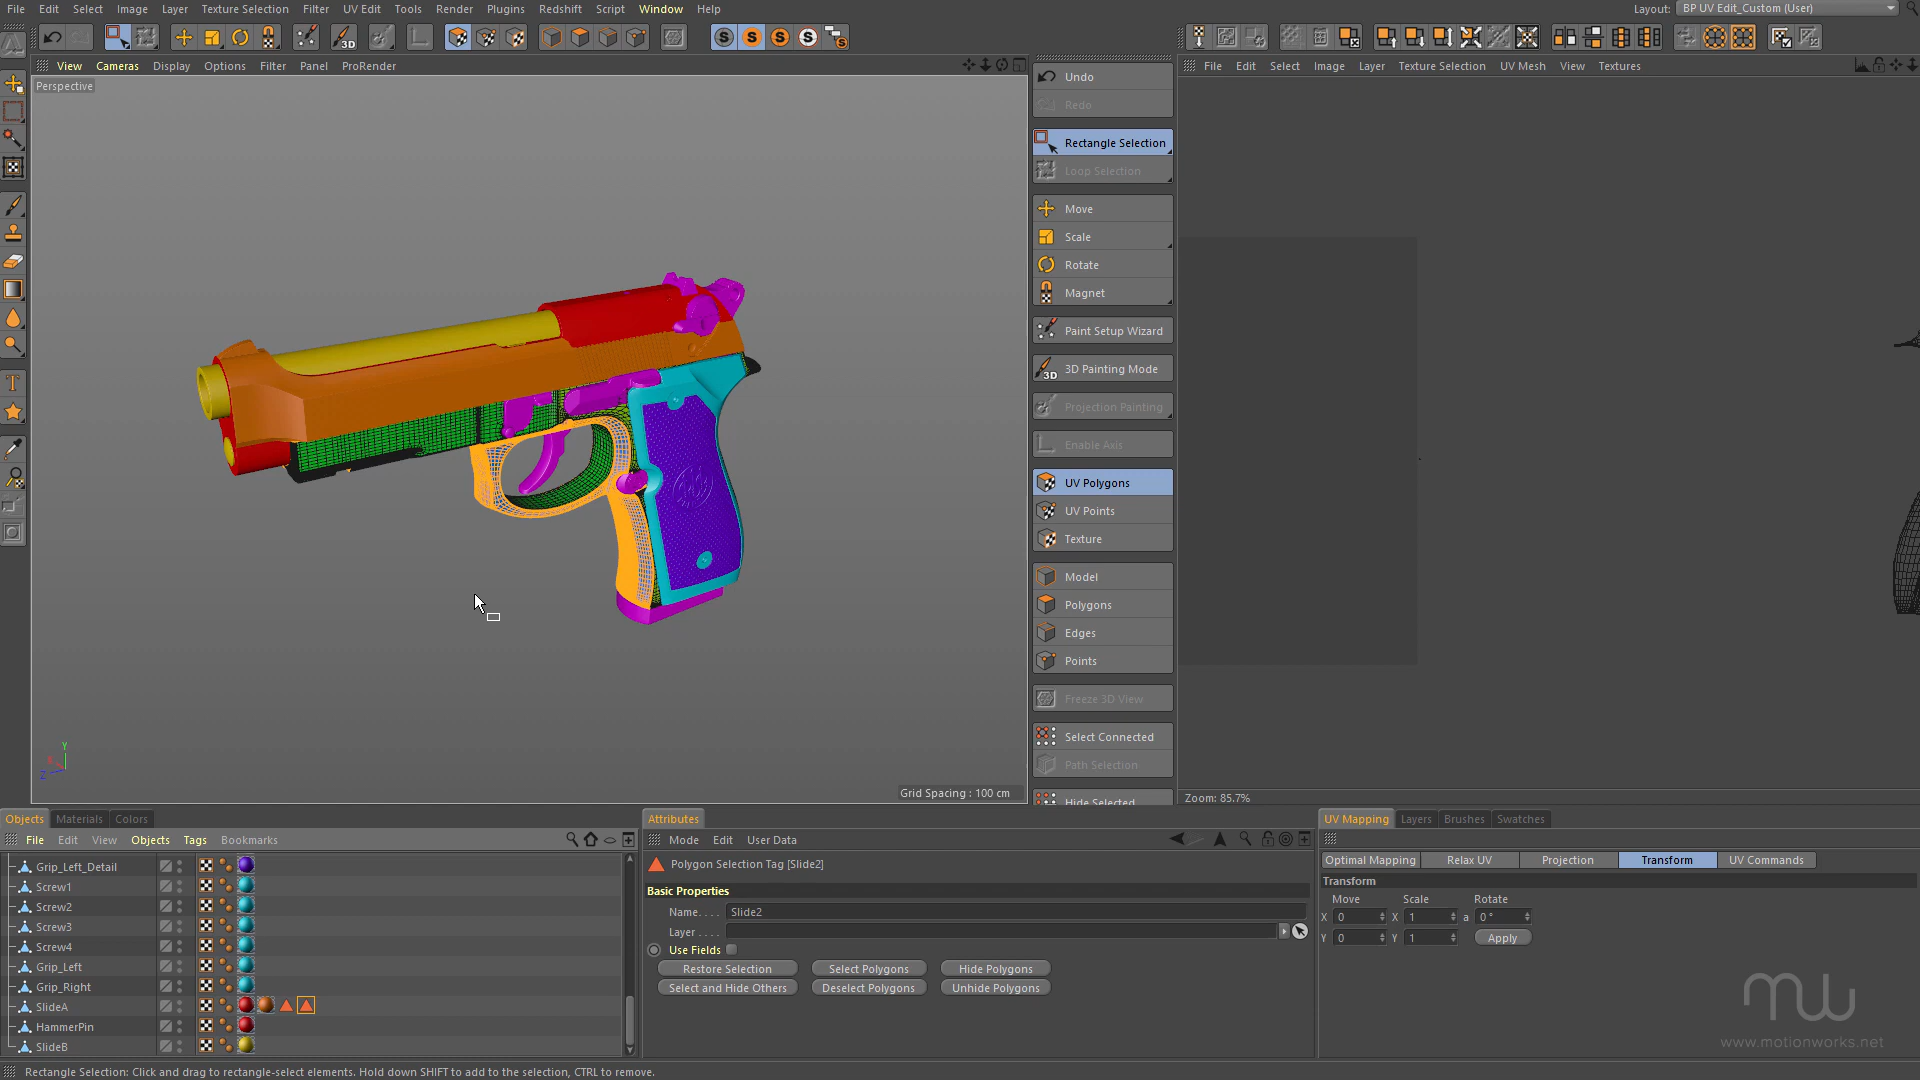 File Edit Select Image Layer Texture Selection Filter UV Edit Tools Render Plugins Redshift Script Window Help
Layout: BP UV Edit_Custom (User)
View Cameras Display Options Filter Panel ProRender
File Edit Select Image Layer Texture Selection UV Mesh View Textures
Perspective
Undo
Redo
Rectangle Selection
Loop Selection
Move
Scale
Rotate
Magnet
Paint Setup Wizard
3D Painting Mode
Projection Painting
Enable Axis
UV Polygons
UV Points
Texture
Model
Polygons
Edges
Points
Freeze 3D View
Select Connected
Path Selection
Hide Selected
Y
Z
Grid Spacing : 100 cm
Zoom: 85.7%
Objects Materials Colors
File Edit View Objects Tags Bookmarks
Grip_Left_Detail
Screw1
Screw2
Screw3
Screw4
Grip_Left
Grip_Right
SlideA
HammerPin
SlideB
Attributes
Mode Edit User Data
Polygon Selection Tag [Slide2]
Basic Properties
Name. . . . Slide2
Layer . . . .
Use Fields
Restore Selection Select Polygons Hide Polygons
Select and Hide Others Deselect Polygons Unhide Polygons
UV Mapping Layers Brushes Swatches
Optimal Mapping Relax UV Projection Transform UV Commands
Transform
Move Scale Rotate
X 0 X 1 a 0 °
Y 0 Y 1 Apply
mw
www.motionworks.net
Rectangle Selection: Click and drag to rectangle-select elements. Hold down SHIFT to add to the selection, CTRL to remove.